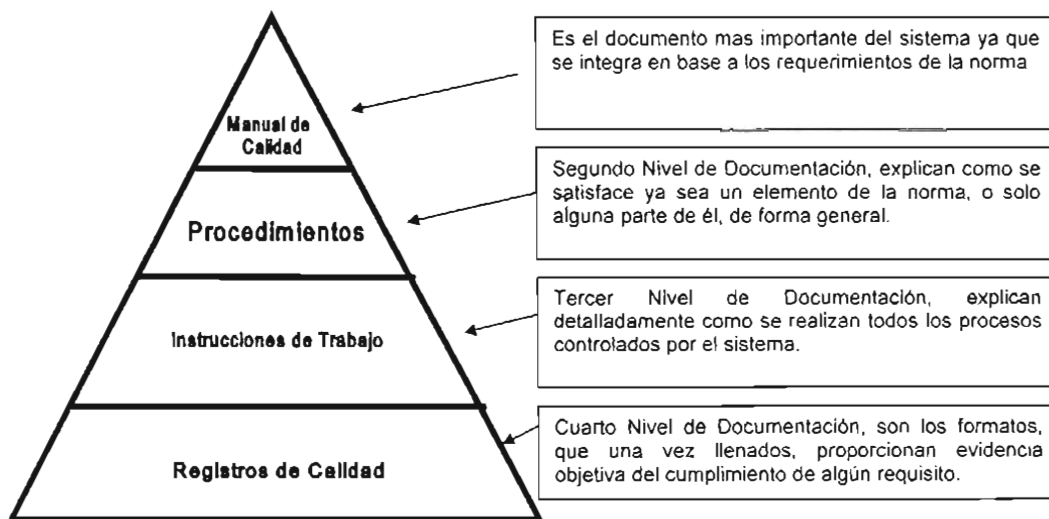 Es el documento mas importante del sistema ya que
se integra en base a los requerimientos de la norma
Manual de
Calidad
Segundo Nivel de Documentación, explican como se
satisface ya sea un elemento de la norma, o solo
alguna parte de él, de forma general.
Procedimientos
Tercer Nivel de Documentación, explican
detalladamente como se realizan todos los procesos
controlados por el sistema.
Instrucciones de Trabajo
Cuarto Nivel de Documentación, son los formatos,
que una vez llenados, proporcionan evidencia
objetiva del cumplimiento de algún requisito.
Registros de Calidad